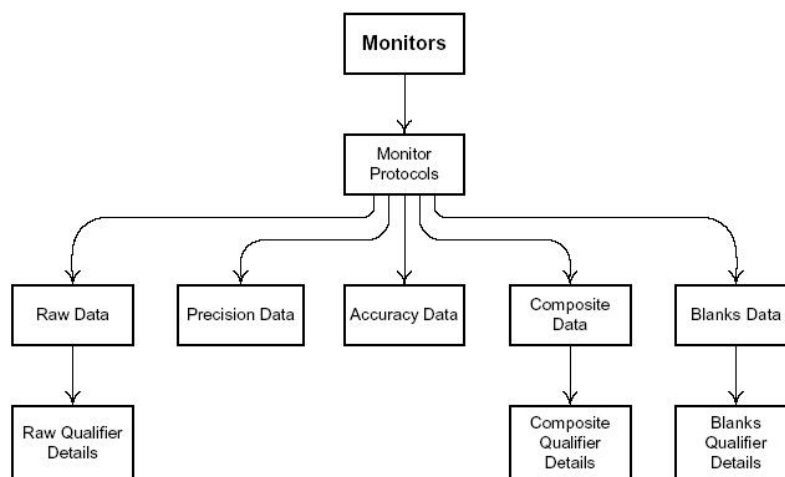 Monitors
Monitor
Protocols
Raw Data
Precision Data
Accuracy Data
Composite
Data
Blanks Data
Raw Qualifier
Details
Composite
Qualifier
Details
Blanks
Qualifier
Details